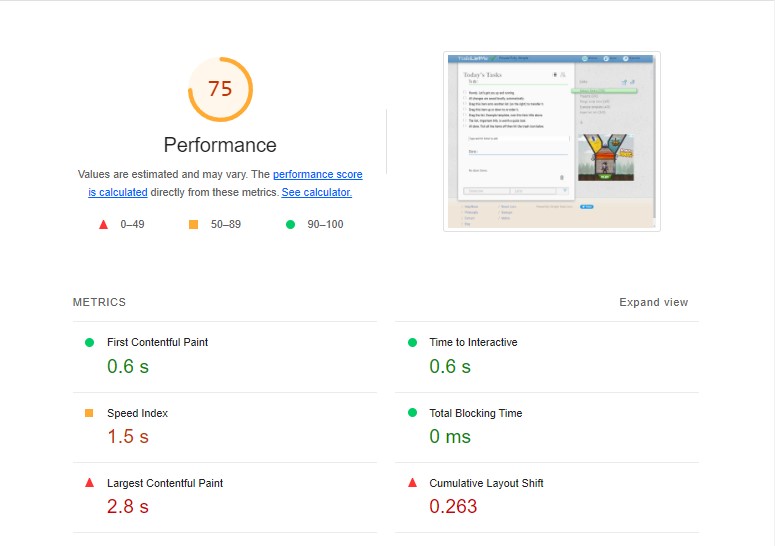 75
Performance
Values are estimated and may vary. The performance score
is calculated directly from these metrics. See calculator.
0–49
50–89
90–100
Today's Tasks
METRICS
Expand view
First Contentful Paint
0.6 s
Time to Interactive
0.6 s
Speed Index
1.5 s
Total Blocking Time
0 ms
Largest Contentful Paint
2.8 s
Cumulative Layout Shift
0.263